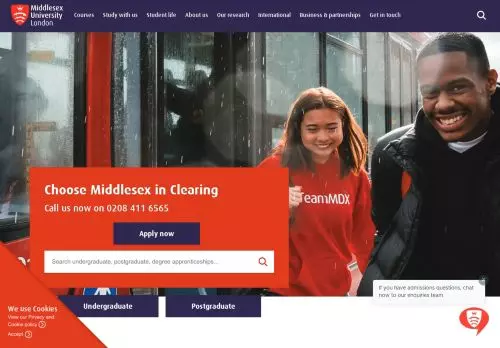 Middlesex
University
London
Courses Study with us Student life About us Our research International Business & partnerships Get in touch
Choose Middlesex in Clearing
Call us now on 0208 411 6565
Apply now
Search undergraduate, postgraduate, degree apprenticeships...
TeamMDX
If you have admissions questions, chat
now to our enquiries team.
Undergraduate Postgraduate
We use Cookies
View our Privacy and
Cookie policy
Accept